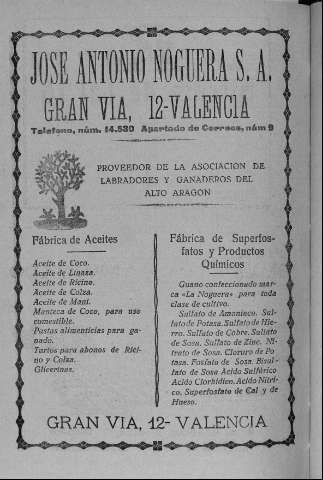 JOSE ANTONIO NOGUERA S. A.
GRAN VIA, 12-VALENCIA
Telefono, núm. 14.530 Apartado de Correos, núm 9
PROVEEDOR DE LA ASOCIACION DE
LABRADORES Y GANADEROS DEL
ALTO ARAGON
Fábrica de Aceites
Aceite de Coco.
Aceite de Linaza.
Aceite de Ricino.
Aceite de Colza.
Aceite de Maní.
Manteca de Coco, para uso
comestible.
Pastas alimenticias para ga-
nado.
Tortas para abonos de Rici-
no y Colza.
Glicerinas.
Fábrica de Superfos-
fatos y Productos
Químicos
Guano confeccionado mar-
ca «La Noguera» para toda
clase de cultivo.
Sulfato de Amoniaco. Sul-
fato de Potasa. Sulfato de Hie-
rro. Sulfato de Cobre. Sulfato
de Sosa. Sulfato de Zinc. Ni-
trato de Sosa. Cloruro de Po-
tasa. Fosfato de Sosa. Bisul-
fato de Sosa Acido Sulfúrico
Acido Clorhídico. Acido Nítri-
co. Superfosfato de Cal y de
Hueso.
GRAN VIA, 12- VALENCIA